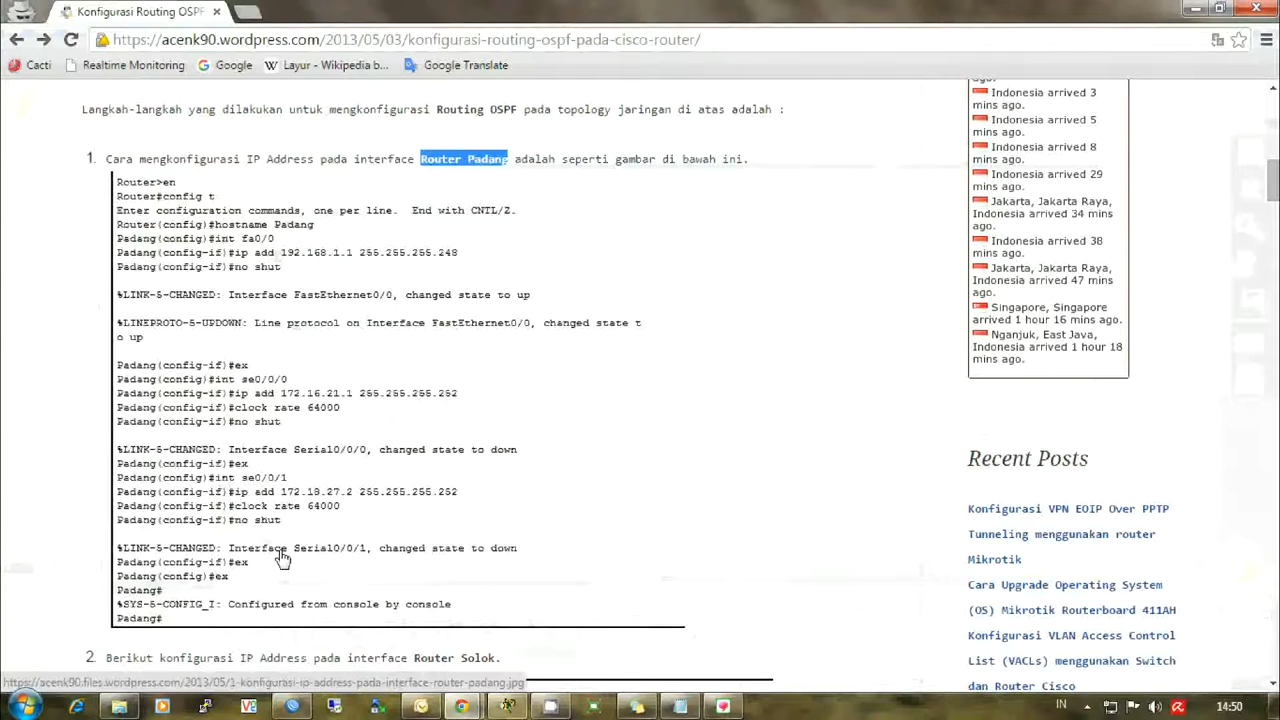 Konfigurasi Routing OSPF
https://acenk90.wordpress.com/2013/05/03/konfigurasi-routing-ospf-pada-cisco-router/
Cacti
Realtime Monitoring
Google
Layur - Wikipedia b...
Google Translate
Langkah-langkah yang dilakukan untuk mengkonfigurasi Routing OSPF pada topology jaringan di atas adalah :
1. Cara mengkonfigurasi IP Address pada interface Router Padang adalah seperti gambar di bawah ini.
Router>en
Router#config t
Enter configuration commands, one per line. End with CNTL/Z.
Router(config)#hostname Padang
Padang(config)#int fa0/0
Padang(config-if)#ip add 192.168.1.1 255.255.255.248
Padang(config-if)#no shut
%LINK-5-CHANGED: Interface FastEthernet0/0, changed state to up
%LINEPROTO-5-UPDOWN: Line protocol on Interface FastEthernet0/0, changed state t
o up
Padang(config-if)#ex
Padang(config)#int se0/0/0
Padang(config-if)#ip add 172.16.21.1 255.255.255.252
Padang(config-if)#clock rate 64000
Padang(config-if)#no shut
%LINK-5-CHANGED: Interface Serial0/0/0, changed state to down
Padang(config-if)#ex
Padang(config)#int se0/0/1
Padang(config-if)#ip add 172.18.27.2 255.255.255.252
Padang(config-if)#clock rate 64000
Padang(config-if)#no shut
%LINK-5-CHANGED: Interface Serial0/0/1, changed state to down
Padang(config-if)#ex
Padang(config)#ex
Padang#
%SYS-5-CONFIG_I: Configured from console by console
Padang#
2. Berikut konfigurasi IP Address pada interface Router Solok.
https://acenk90.files.wordpress.com/2013/05/1-konfigurasi-ip-address-pada-interface-router-padang.jpg
ago.
Indonesia arrived 3
mins ago.
Indonesia arrived 5
mins ago.
Indonesia arrived 8
mins ago.
Indonesia arrived 29
mins ago.
Jakarta, Jakarta Raya,
Indonesia arrived 34 mins
ago.
Indonesia arrived 38
mins ago.
Jakarta, Jakarta Raya,
Indonesia arrived 47 mins
ago.
Singapore, Singapore
arrived 1 hour 16 mins ago.
Nganjuk, East Java,
Indonesia arrived 1 hour 18
mins ago.
Recent Posts
Konfigurasi VPN EOIP Over PPTP
Tunneling menggunakan router
Mikrotik
Cara Upgrade Operating System
(OS) Mikrotik Routerboard 411AH
Konfigurasi VLAN Access Control
List (VACLs) menggunakan Switch
dan Router Cisco
IN
14:50